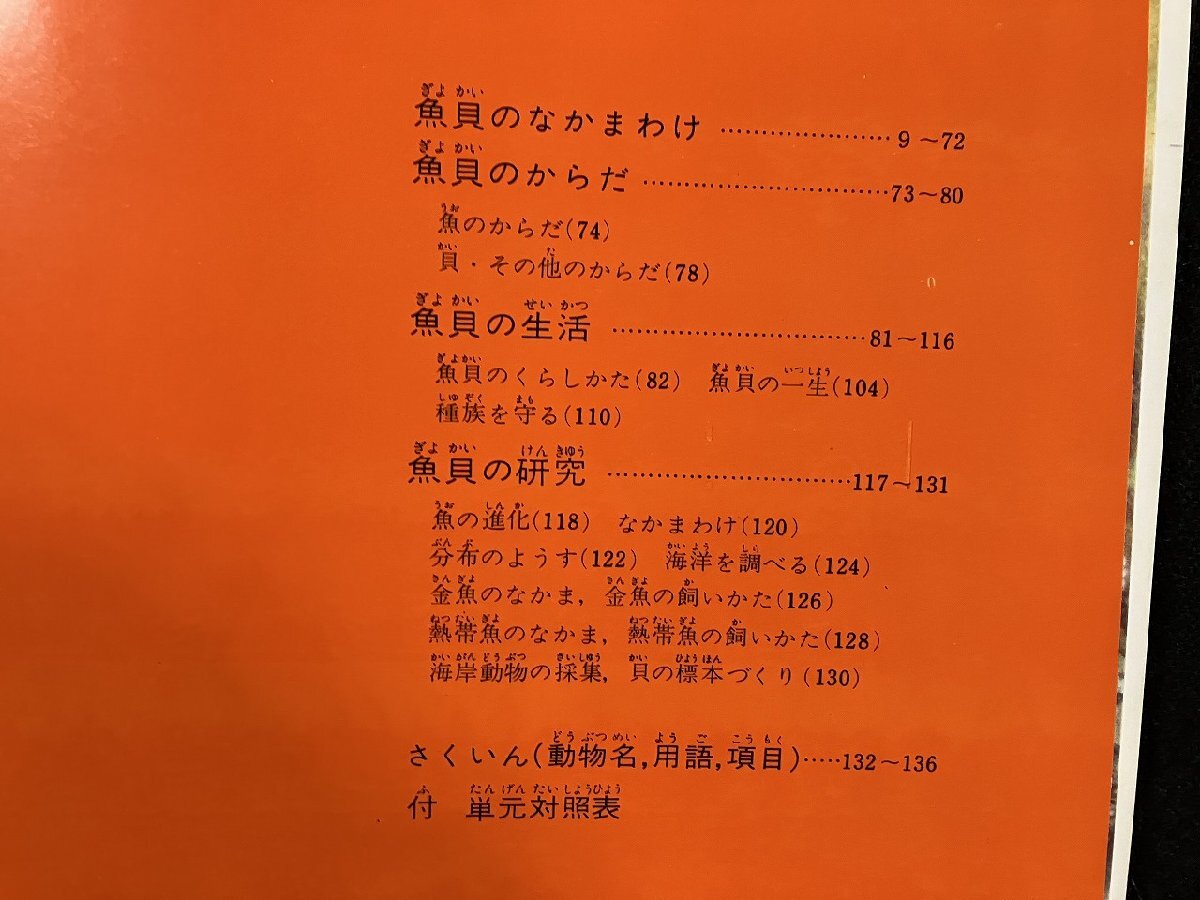 魚貝のなかまわけ …………………9～72
魚貝のからだ …………………………73～80
魚のからだ(74)
貝・その他のからだ(78)
魚貝の生活 …………………………81～116
魚貝のくらしかた(82) 魚貝の一生(104)
種族を守る(110)
魚貝の研究 …………………………117～131
魚の進化(118) なかまわけ(120)
分布のようす(122) 海洋を調べる(124)
金魚のなかま，金魚の飼いかた(126)
熱帯魚のなかま，熱帯魚の飼いかた(128)
海岸動物の採集，貝の標本づくり(130)
さくいん(動物名,用語,項目)……132～136
付 単元対照表